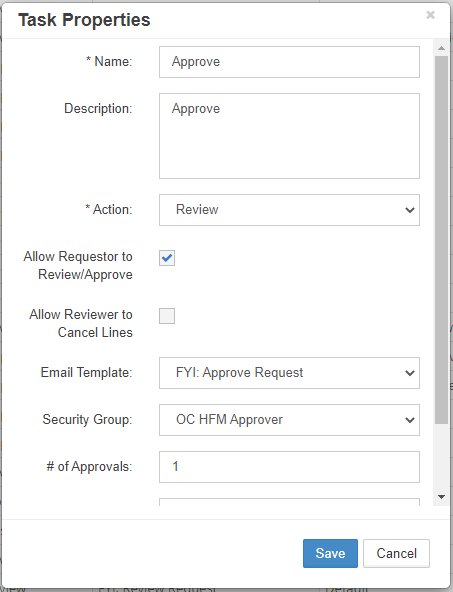 Task Properties
×
* Name:
Approve
Description:
Approve
* Action:
Review
Allow Requestor to
Review/Approve
Allow Reviewer to
Cancel Lines
Email Template:
FYI: Approve Request
Security Group:
OC HFM Approver
# of Approvals:
1
Save
Cancel